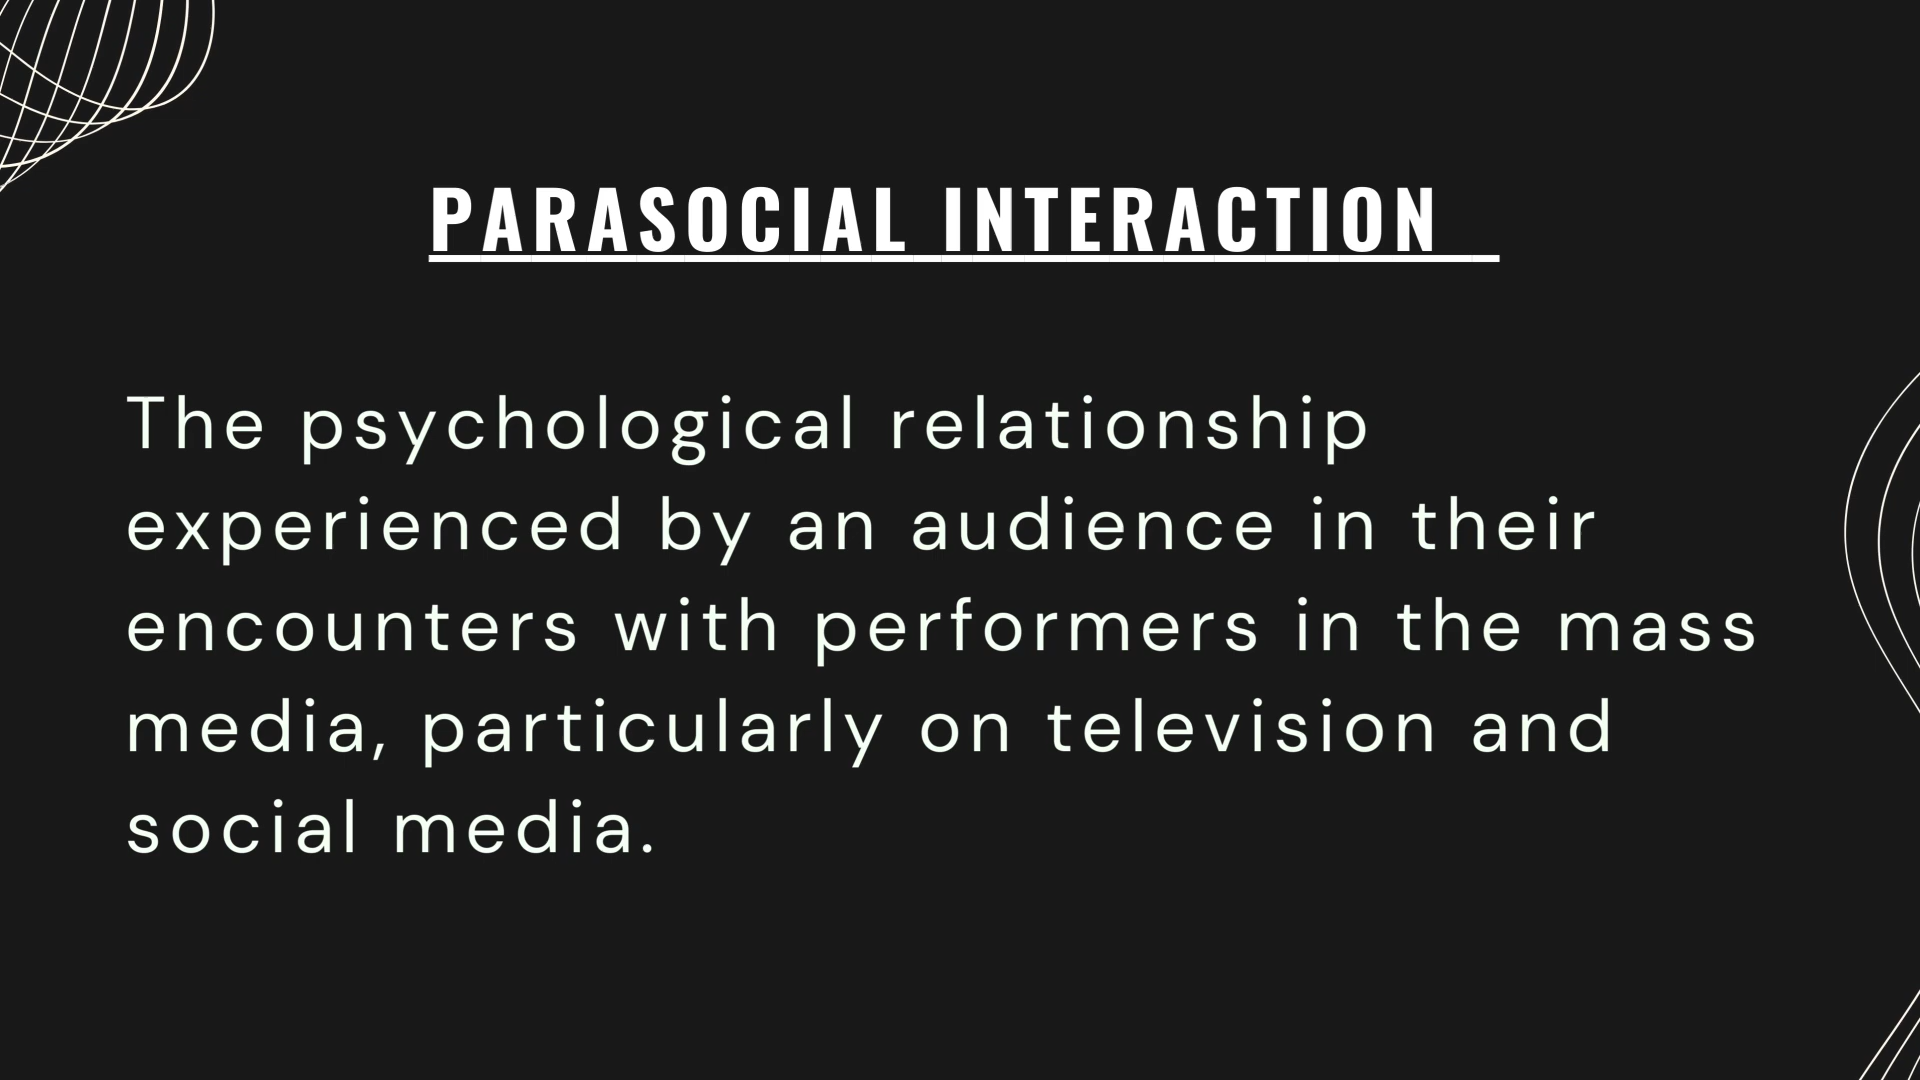 PARASOCIAL INTERACTION
The psychological relationship
experienced by an audience in their
encounters with performers in the mass
media, particularly on television and
social media.